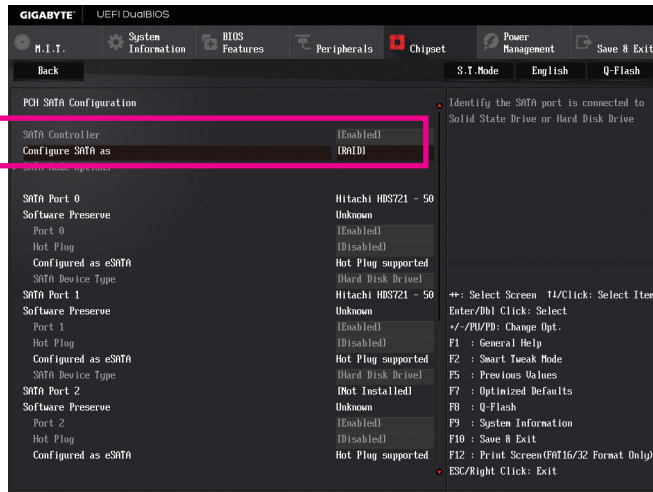 GIGABYTE™ UEFI DualBIOS
M.I.T. System Information BIOS Features Peripherals Chipset Power Management Save & Exit
Back S.T.Mode English Q-Flash
PCH SATA Configuration
Identify the SATA port is connected to
Solid State Drive or Hard Disk Drive
SATA Controller [Enabled]
Configure SATA as [RAID]
SATA Mode Options
SATA Port 0 Hitachi HDS721 - 50
Software Preserve Unknown
Port 0 [Enabled]
Hot Plug [Disabled]
Configured as eSATA Hot Plug supported
SATA Device Type [Hard Disk Drive]
SATA Port 1 Hitachi HDS721 - 50
Software Preserve Unknown
Port 1 [Enabled]
Hot Plug [Disabled]
Configured as eSATA Hot Plug supported
SATA Device Type [Hard Disk Drive]
SATA Port 2 [Not Installed]
Software Preserve Unknown
Port 2 [Enabled]
Hot Plug [Disabled]
Configured as eSATA Hot Plug supported
→←: Select Screen ↑↓/Click: Select Item
Enter/Dbl Click: Select
+/-/PU/PD: Change Opt.
F1 : General Help
F2 : Smart Tweak Mode
F5 : Previous Values
F7 : Optimized Defaults
F8 : Q-Flash
F9 : System Information
F10 : Save & Exit
F12 : Print Screen(FAT16/32 Format Only)
ESC/Right Click: Exit